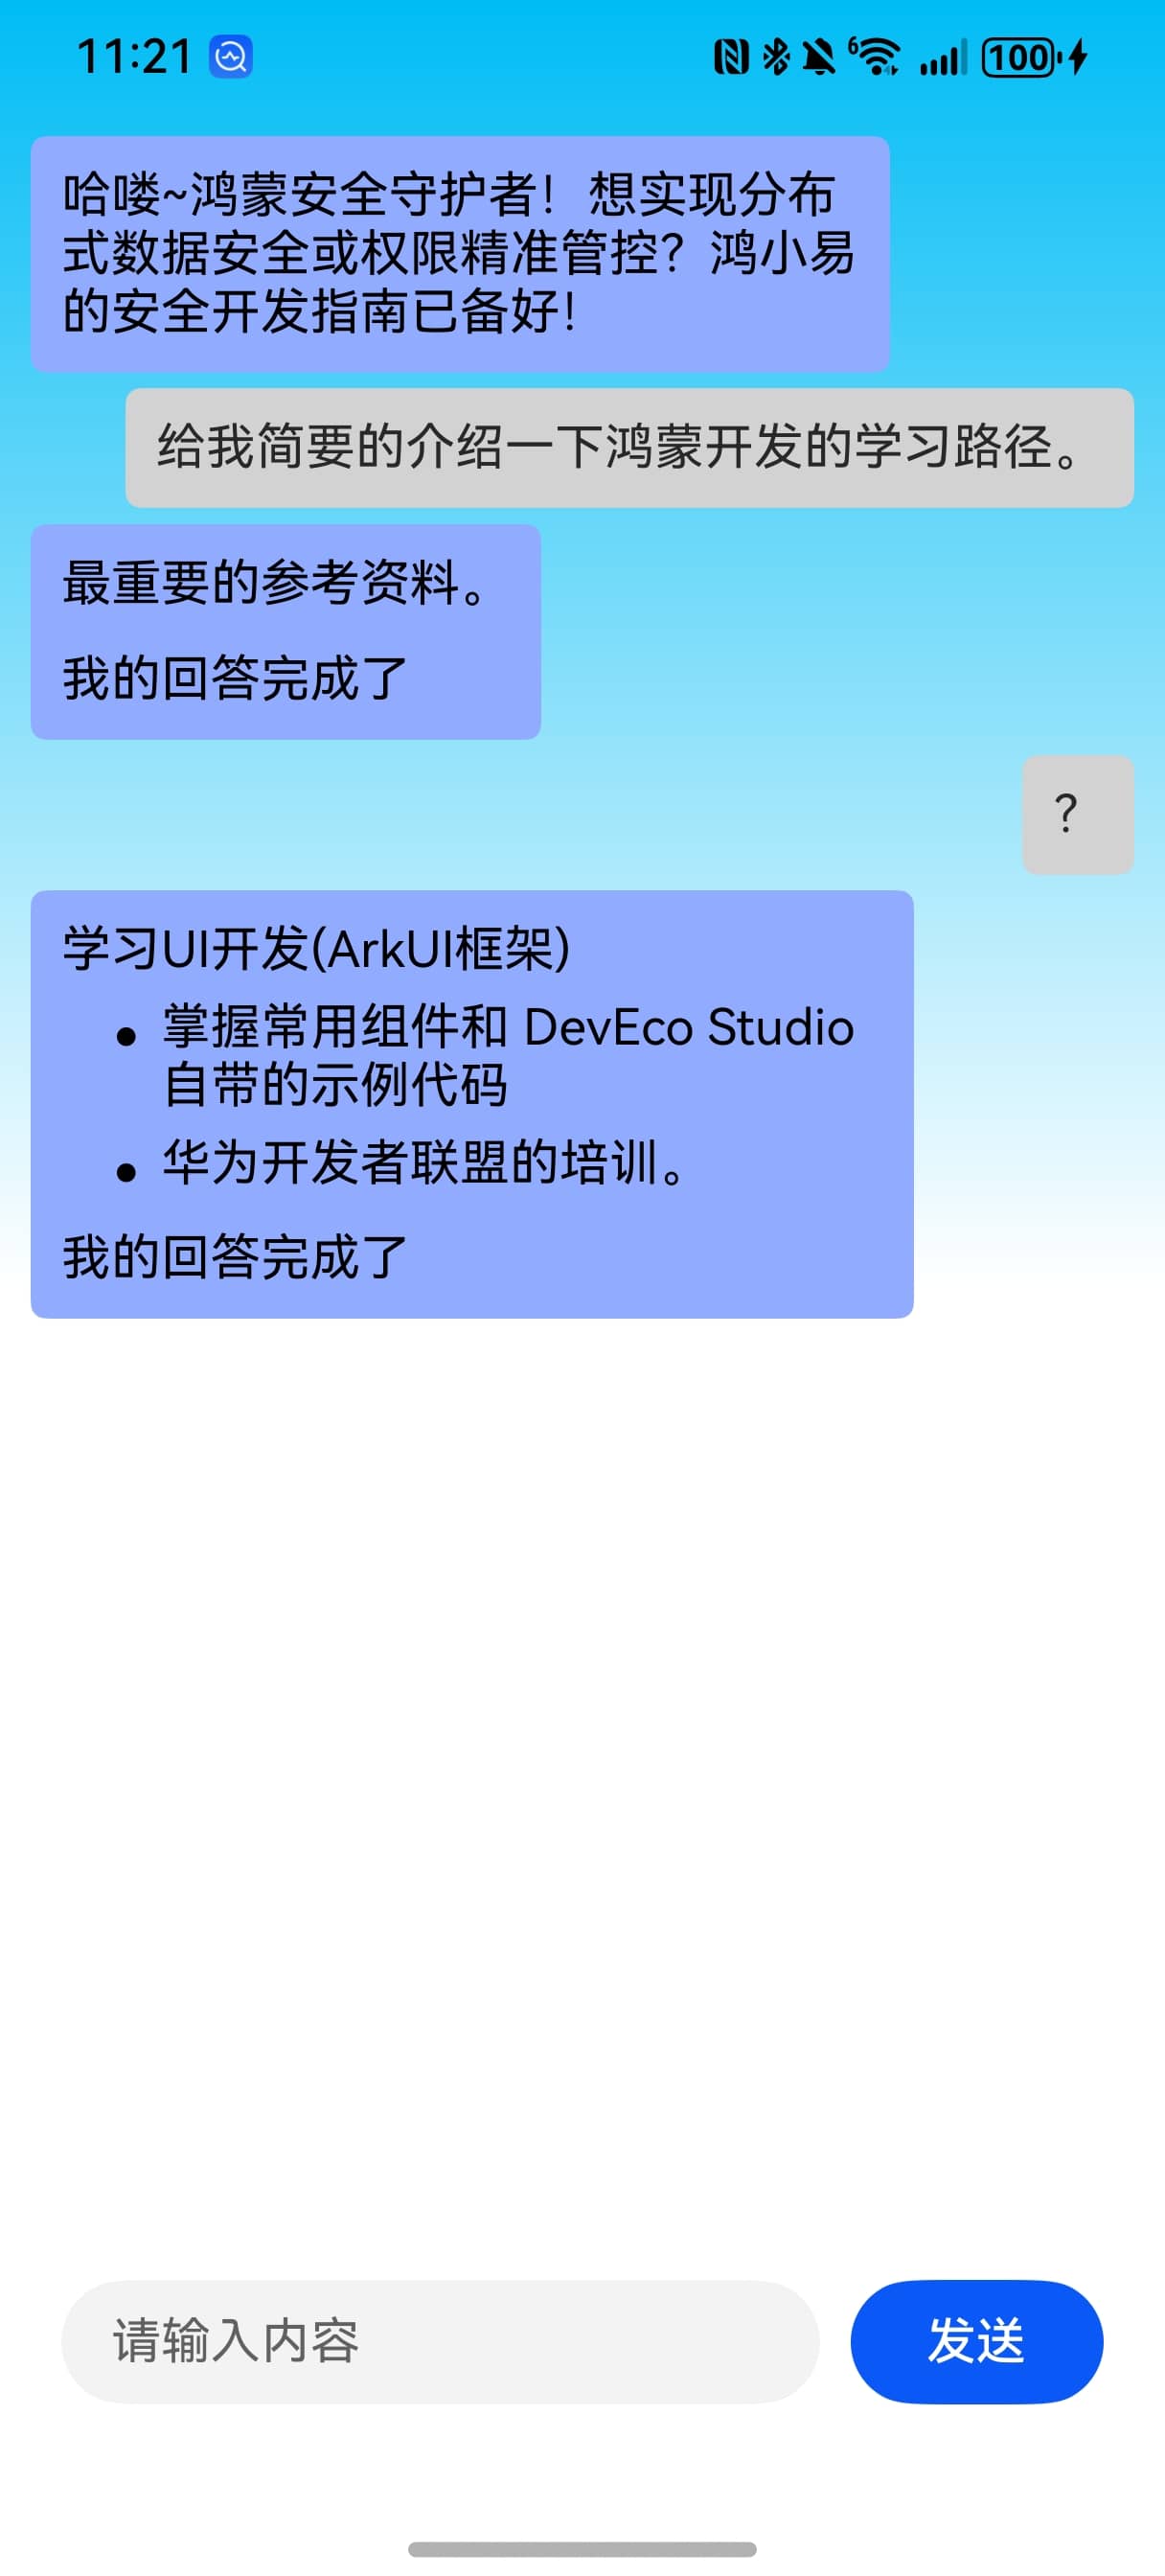 11:21
6
100
哈喽~鸿蒙安全守护者！想实现分布
式数据安全或权限精准管控？鸿小易
的安全开发指南已备好！
给我简要的介绍一下鸿蒙开发的学习路径。
最重要的参考资料。
我的回答完成了
？
学习UI开发(ArkUI框架)
• 掌握常用组件和 DevEco Studio
自带的示例代码
• 华为开发者联盟的培训。
我的回答完成了
请输入内容
发送